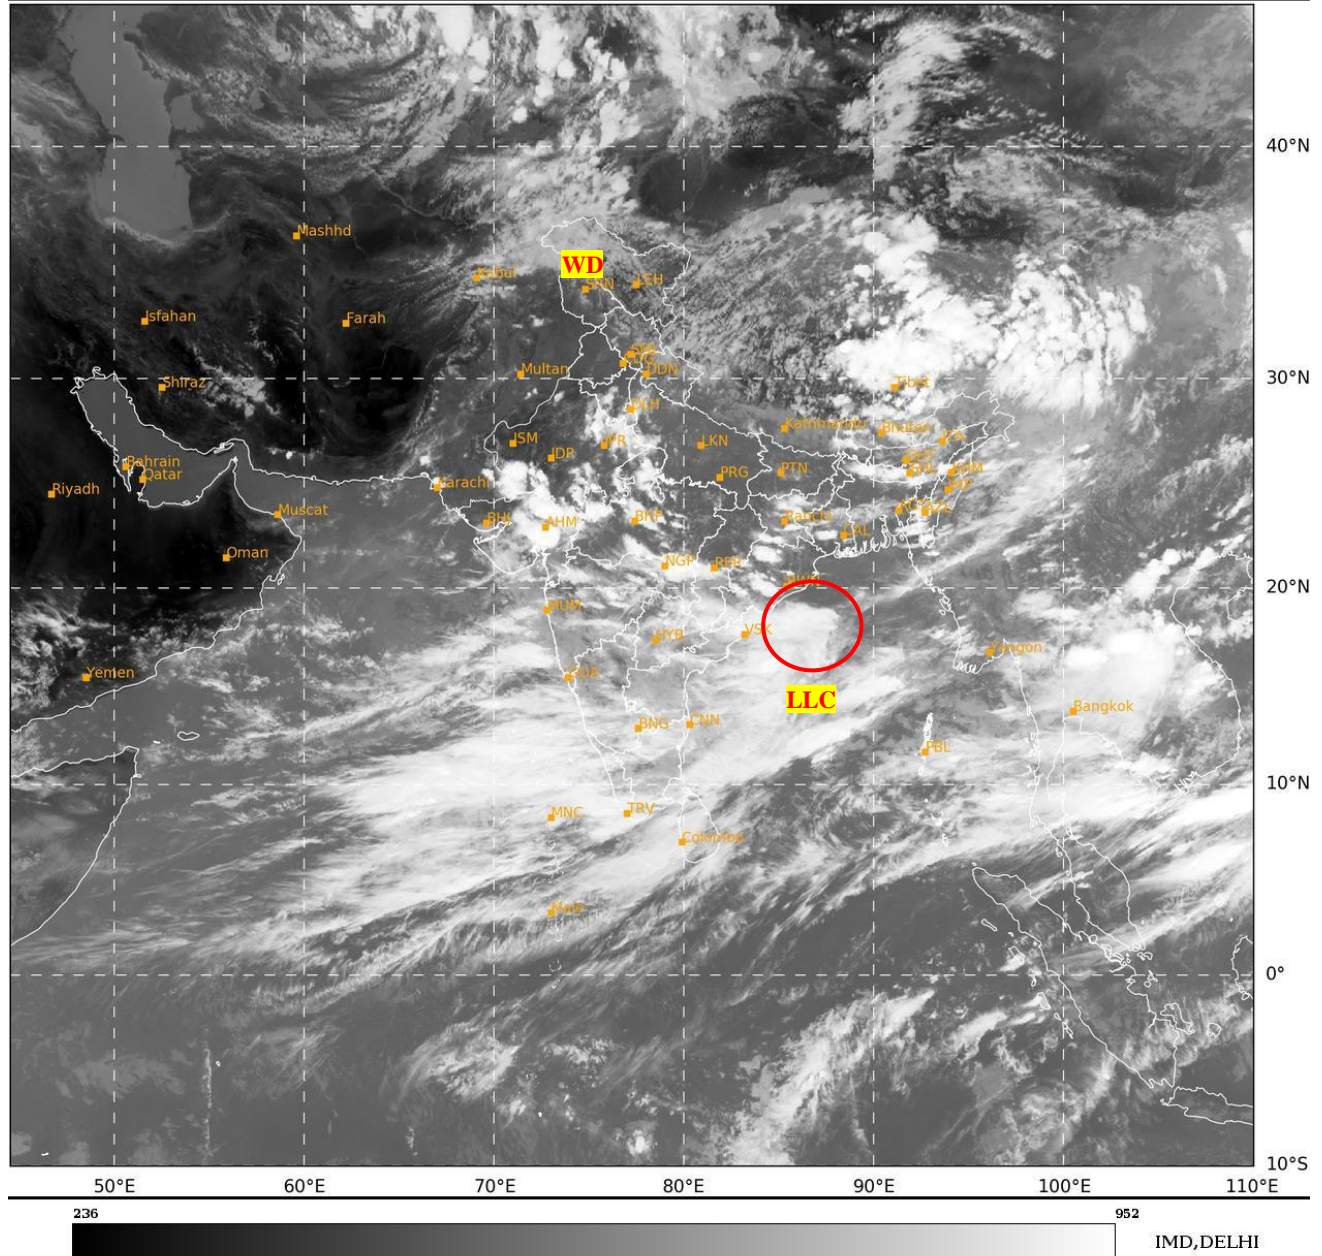 40°N
Mashhd
WD
Kabul
SRN
LEH
Isfahan
Farah
Multan
DDN
30°N
Shiraz
Tibet
Kathmandu
Bhutan
JSM
JPR
LKN
JDR
Bahrain
Qatar
PRG
PTN
Karachi
Riyadh
Muscat
BHJ
AHM
BHP
Ranchi
CAL
Oman
NGP
RPR
20°N
MUM
VSK
HYB
Yangon
Yemen
GOA
LLC
Bangkok
BNG
CNN
PBL
10°N
MNC
TRV
Colombo
Male
0°
10°S
50°E 60°E 70°E 80°E 90°E 100°E 110°E
236 952
IMD,DELHI